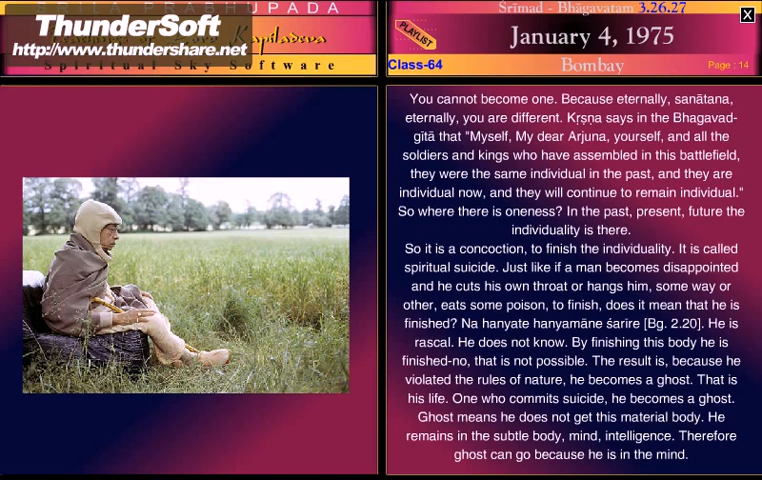 SRILA PRABHUPADA
ThunderSoft
http://www.thundershare.net
Kapiladeva
Spiritual Sky Software
Śrīmad - Bhāgavatam 3.26.27
X
PLAYLIST
January 4, 1975
Class-64
Bombay
Page : 14
You cannot become one. Because eternally, sanātana,
eternally, you are different. Kṛṣṇa says in the Bhagavad-
gītā that "Myself, My dear Arjuna, yourself, and all the
soldiers and kings who have assembled in this battlefield,
they were the same individual in the past, and they are
individual now, and they will continue to remain individual."
So where there is oneness? In the past, present, future the
individuality is there.
So it is a concoction, to finish the individuality. It is called
spiritual suicide. Just like if a man becomes disappointed
and he cuts his own throat or hangs him, some way or
other, eats some poison, to finish, does it mean that he is
finished? Na hanyate hanyamāne śarīre [Bg. 2.20]. He is
rascal. He does not know. By finishing this body he is
finished-no, that is not possible. The result is, because he
violated the rules of nature, he becomes a ghost. That is
his life. One who commits suicide, he becomes a ghost.
Ghost means he does not get this material body. He
remains in the subtle body, mind, intelligence. Therefore
ghost can go because he is in the mind.